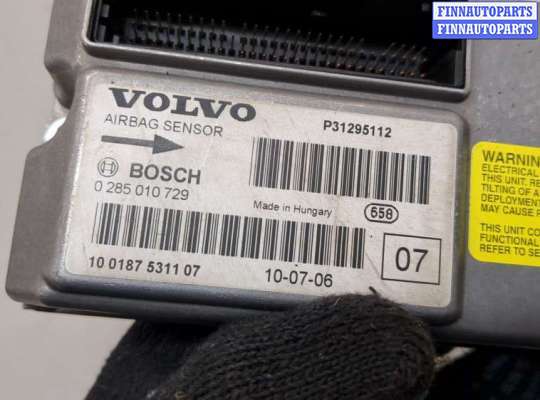 FINNAUTOPARTS
FINNAUTOPARTS
VOLVO
AIRBAG SENSOR
P31295112
BOSCH
0 285 010 729
Made in Hungary
658
07
10 0187 5311 07
10-07-06
WARNIN
ELECTRICAL
THIS UNIT. RE
TILTING OF A
DEPLOYMENT
MAY CAUSE
THIS UNIT CO
FUNCTIONAL
REFER TO SE